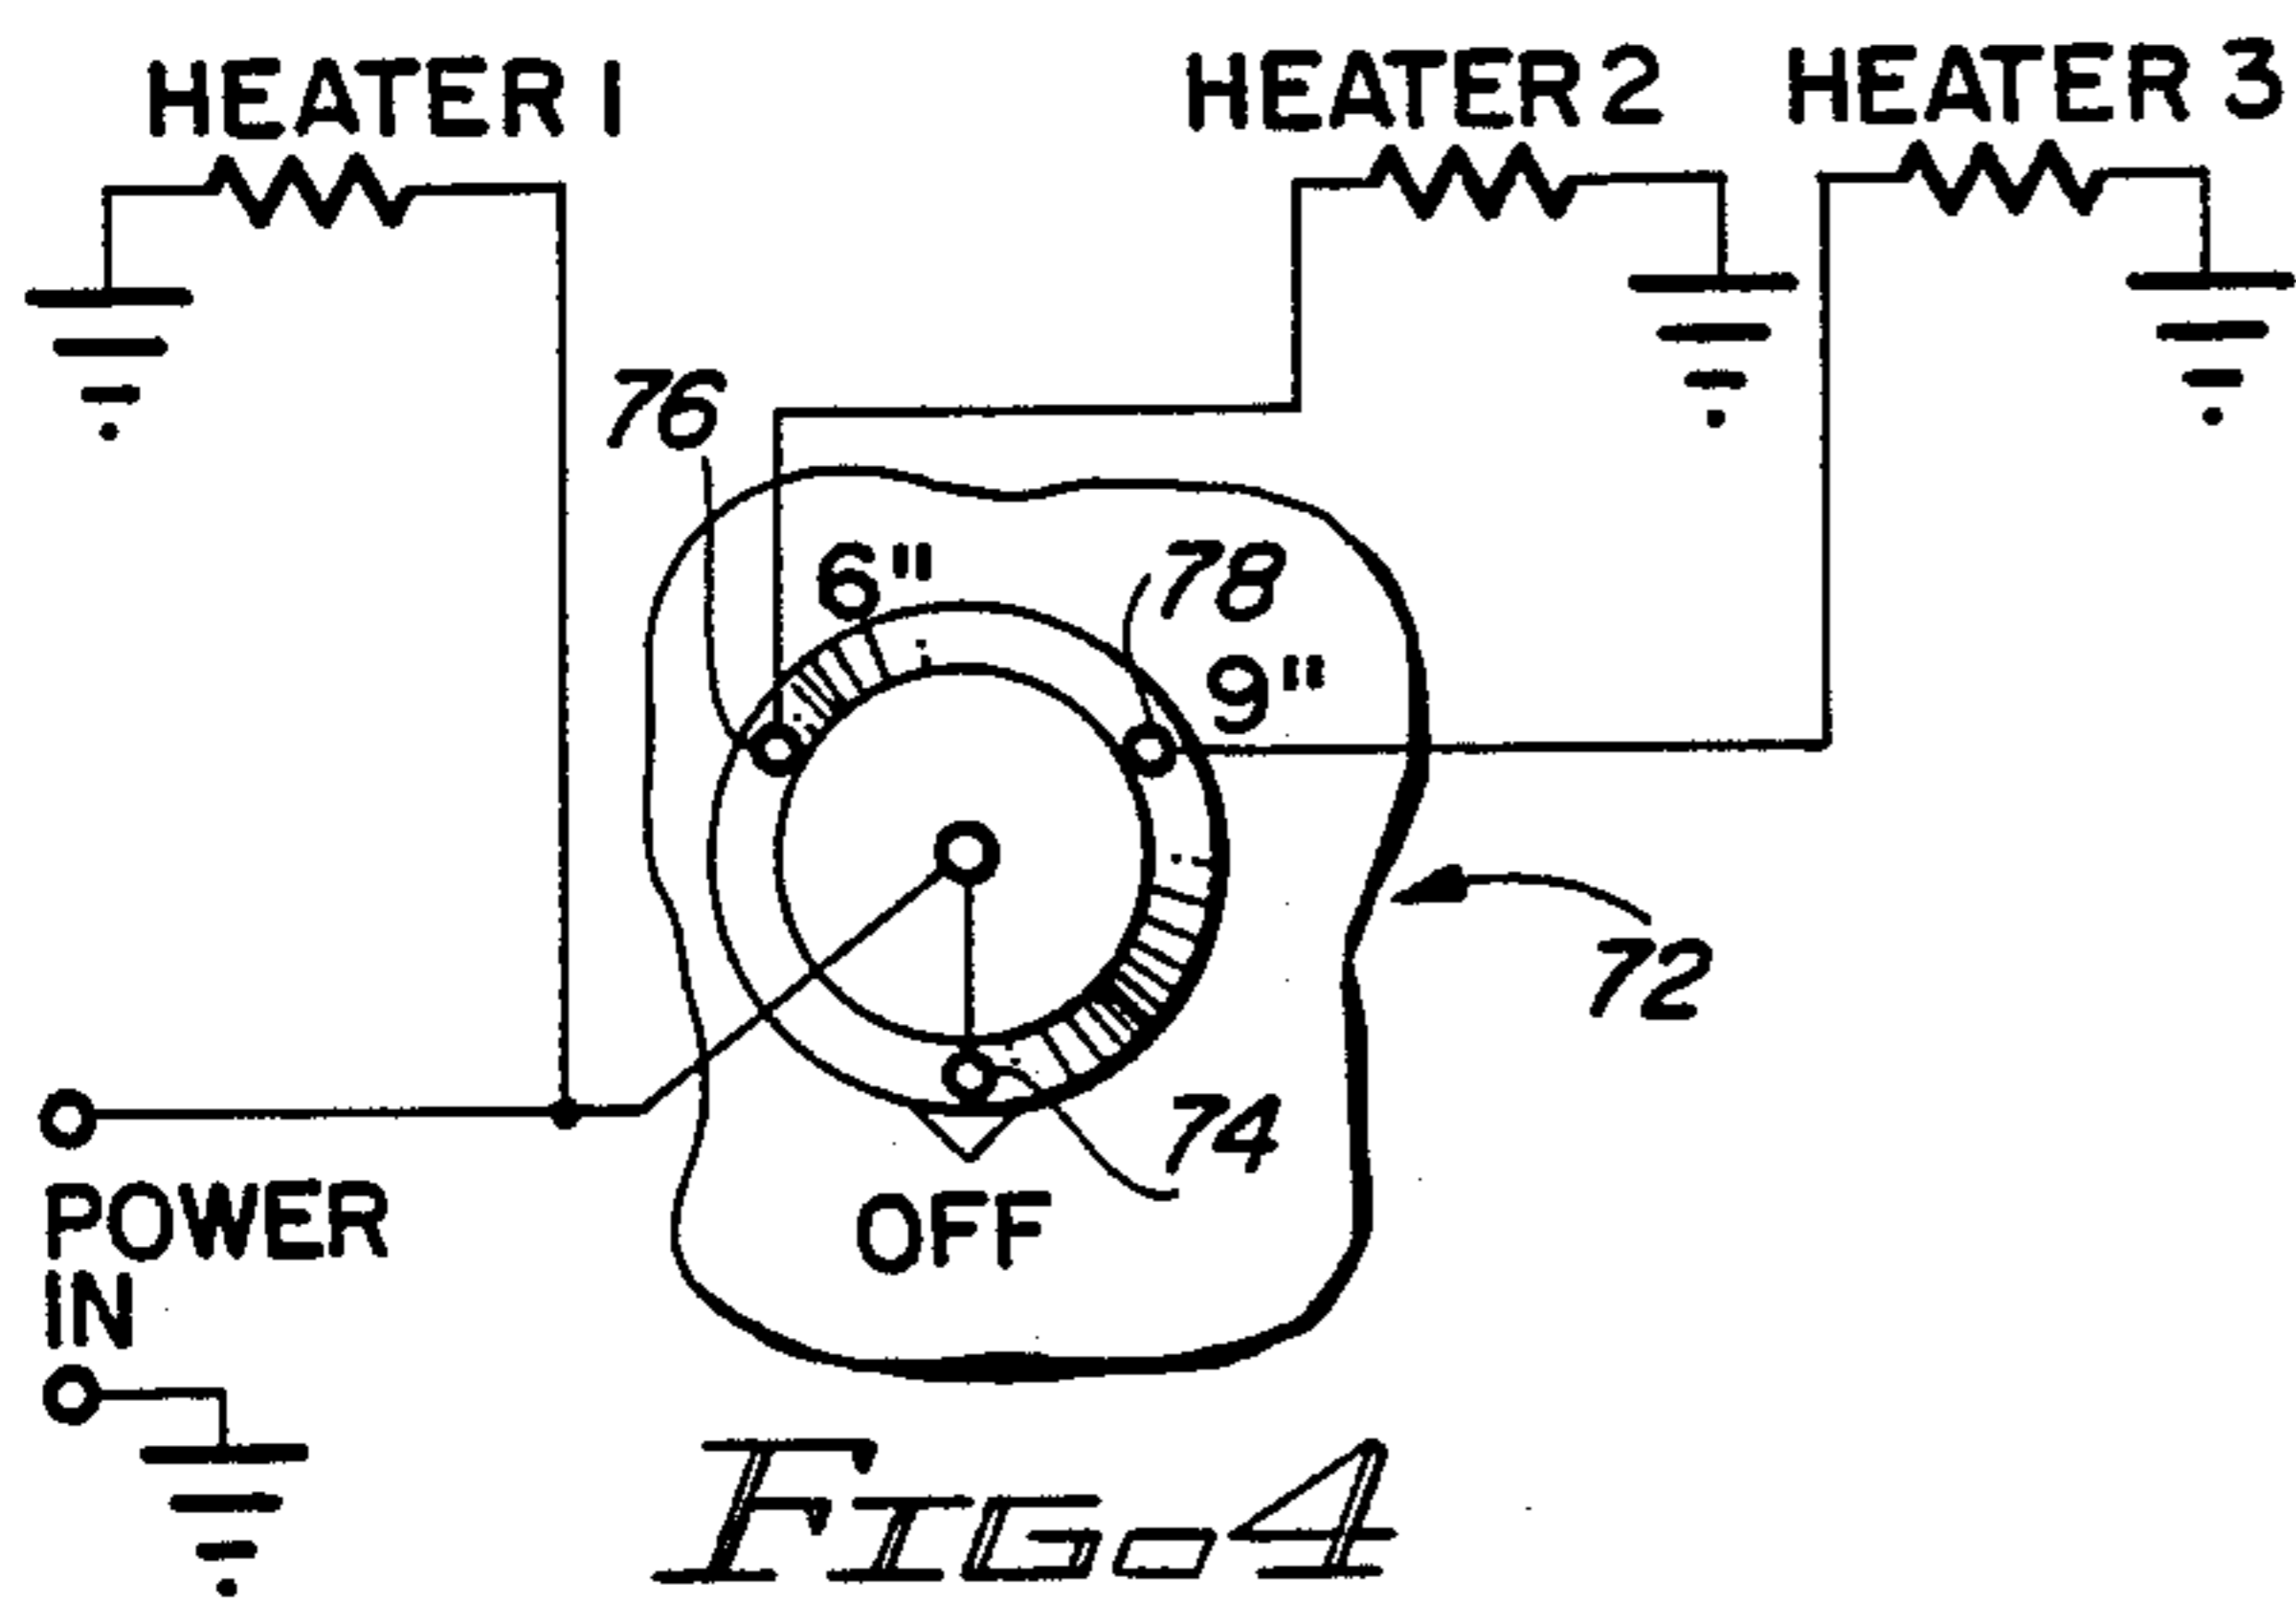 HEATER 1
HEATER 2
HEATER 3
76
6"
78
9"
72
74
OFF
POWER
IN
FIG-4